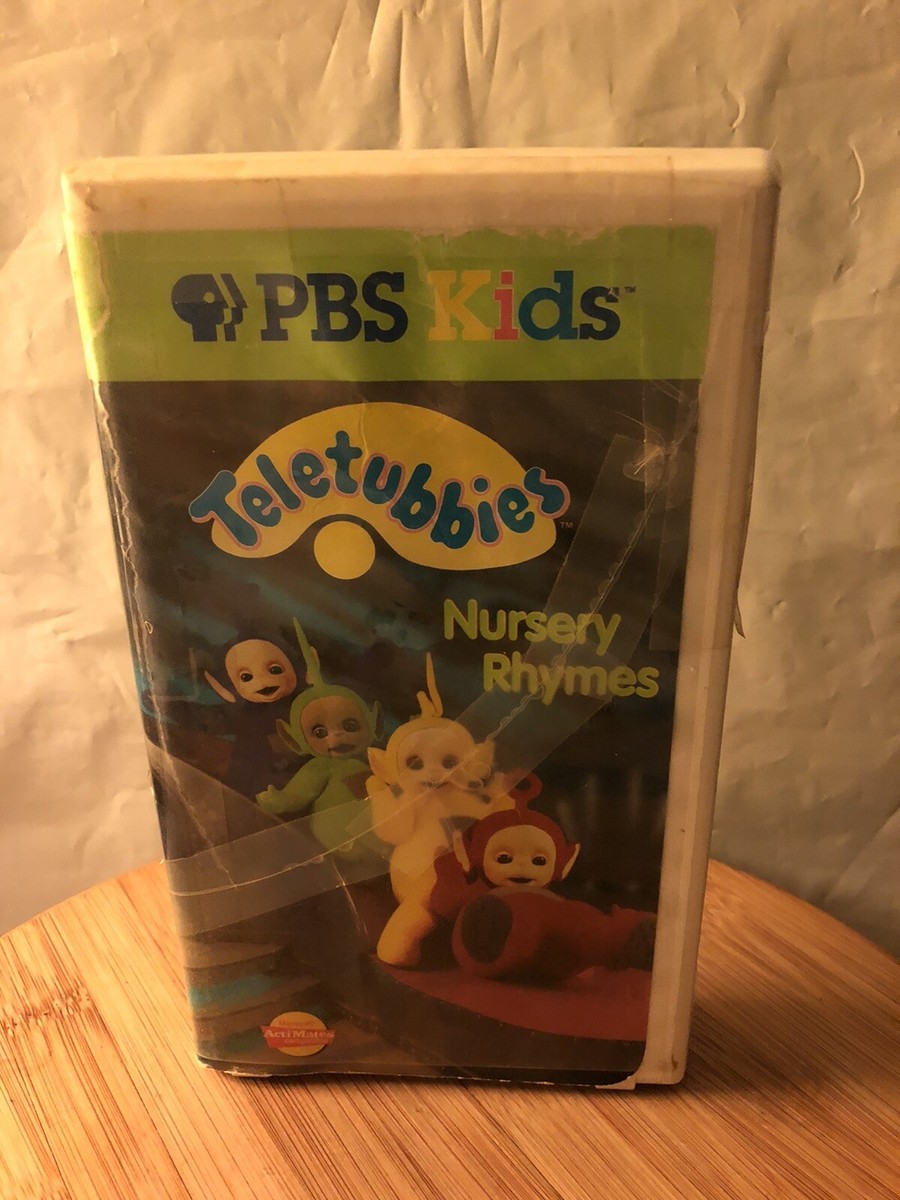 PBS Kids™
Teletubbies™
Nursery
Rhymes
ActiMates